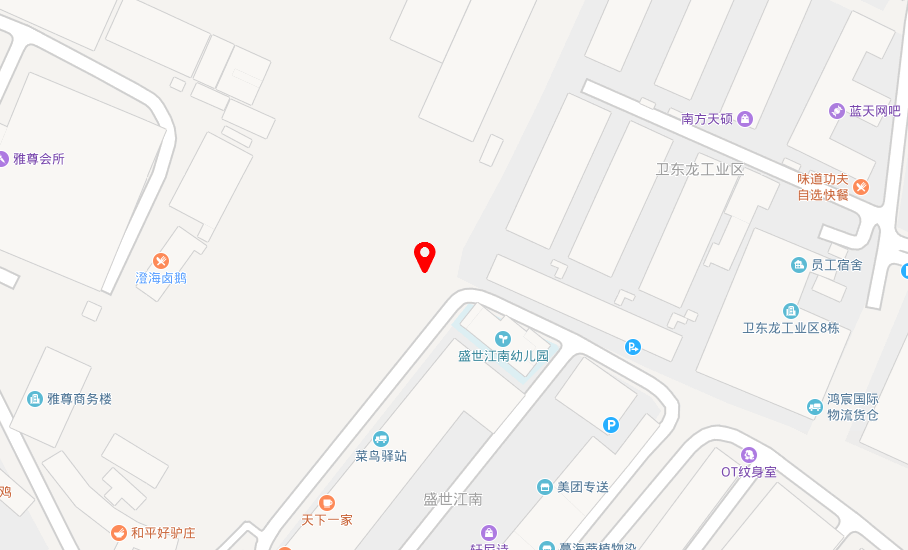 南方天硕
蓝天网吧
雅尊会所
卫东龙工业区
味道功夫
自选快餐
澄海卤鹅
员工宿舍
卫东龙工业区8栋
盛世江南幼儿园
P
雅尊商务楼
鸿宸国际
物流货仓
P
菜鸟驿站
OT纹身室
鸡
美团专送
盛世江南
天下一家
和平好驴庄